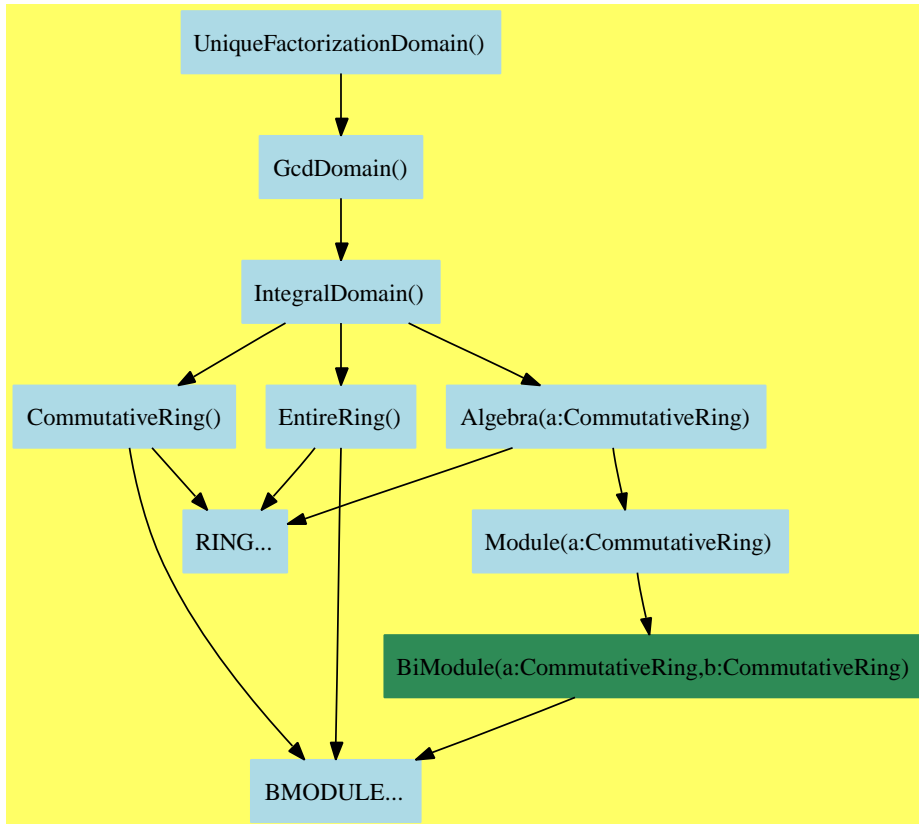 UniqueFactorizationDomain()
GcdDomain()
IntegralDomain()
CommutativeRing()
EntireRing()
Algebra(a:CommutativeRing)
RING...
Module(a:CommutativeRing)
BiModule(a:CommutativeRing,b:CommutativeRing)
BMODULE...